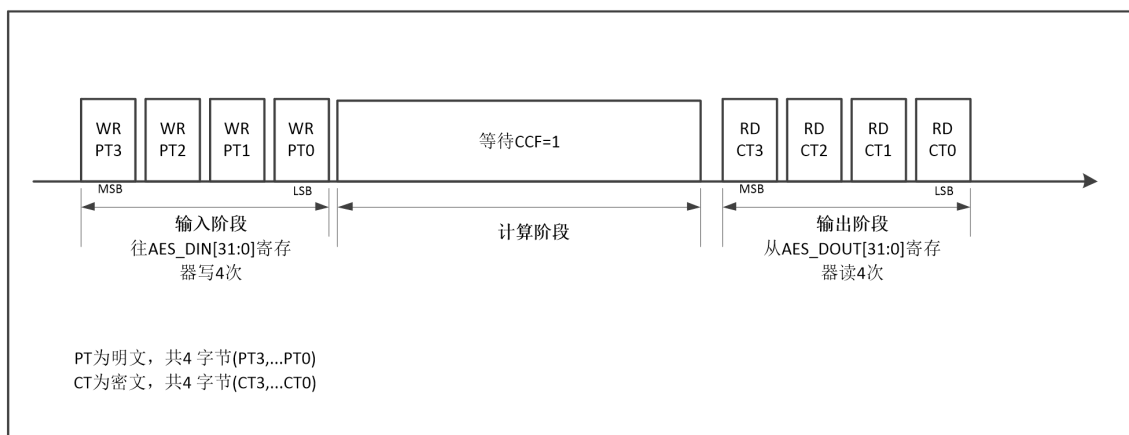 WR
PT3
WR
PT2
WR
PT1
WR
PT0
等待CCF=1
RD
CT3
RD
CT2
RD
CT1
RD
CT0
MSB
LSB
MSB
LSB
输入阶段
往AES_DIN[31:0]寄存
器写4次
计算阶段
输出阶段
从AES_DOUT[31:0]寄存
器读4次
PT为明文，共4 字节(PT3,...PT0)
CT为密文，共4 字节(CT3,...CT0)